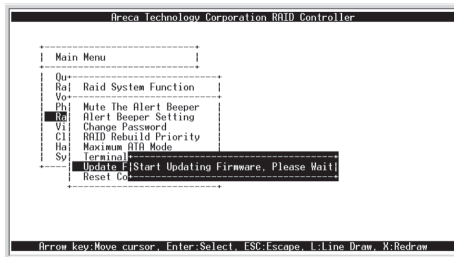 Areca Technology Corporation RAID Controller
Main Menu
Qu
Ra
Raid System Function
Vo
Ph
Mute The Alert Beeper
Ra
Alert Beeper Setting
Vi
Change Password
Cl
RAID Rebuild Priority
Ha
Maximum ATA Mode
Sy
Terminal
Update F
Start Updating Firmware, Please Wait
Reset Co
Arrow key:Move cursor, Enter:Select, ESC:Escape, L:Line Draw, X:Redraw